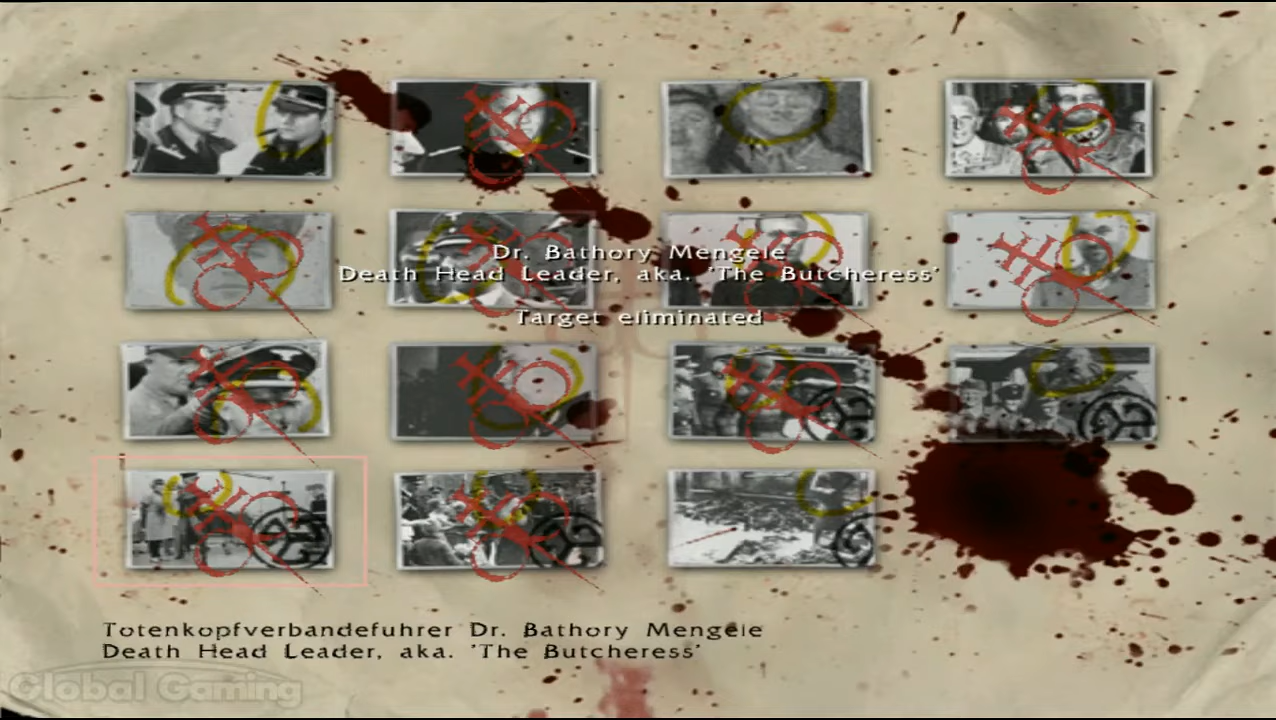 Dr. Bathory Mengele
Death Head Leader, aka. 'The Butcheress'
Target eliminated
Totenkopfverbandefuhrer Dr. Bathory Mengele
Death Head Leader, aka. 'The Butcheress'
Global Gaming